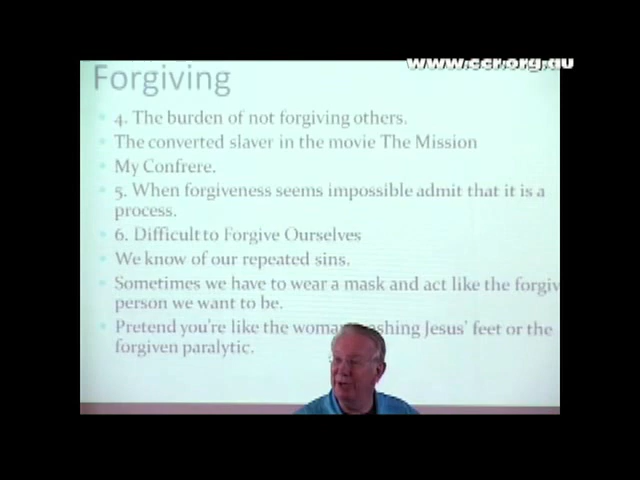 www.ccr.org.au
Forgiving
4. The burden of not forgiving others.
The converted slaver in the movie The Mission
My Confrere.
5. When forgiveness seems impossible admit that it is a
process.
6. Difficult to Forgive Ourselves
We know of our repeated sins.
Sometimes we have to wear a mask and act like the forgiv
person we want to be.
Pretend you're like the woma ashing Jesus' feet or the
forgiven paralytic.